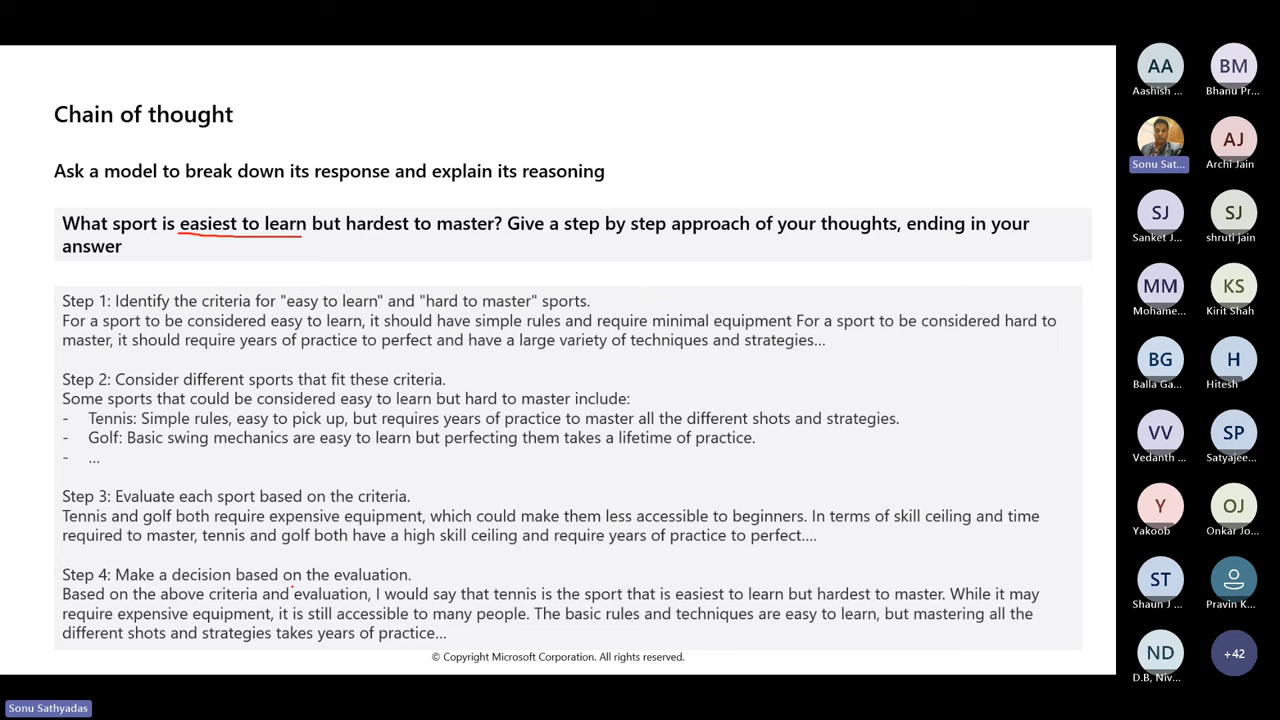 Chain of thought
Ask a model to break down its response and explain its reasoning
What sport is easiest to learn but hardest to master? Give a step by step approach of your thoughts, ending in your
answer
Step 1: Identify the criteria for "easy to learn" and "hard to master" sports.
For a sport to be considered easy to learn, it should have simple rules and require minimal equipment For a sport to be considered hard to
master, it should require years of practice to perfect and have a large variety of techniques and strategies...
Step 2: Consider different sports that fit these criteria.
Some sports that could be considered easy to learn but hard to master include:
- Tennis: Simple rules, easy to pick up, but requires years of practice to master all the different shots and strategies.
- Golf: Basic swing mechanics are easy to learn but perfecting them takes a lifetime of practice.
- ...
Step 3: Evaluate each sport based on the criteria.
Tennis and golf both require expensive equipment, which could make them less accessible to beginners. In terms of skill ceiling and time
required to master, tennis and golf both have a high skill ceiling and require years of practice to perfect....
Step 4: Make a decision based on the evaluation.
Based on the above criteria and evaluation, I would say that tennis is the sport that is easiest to learn but hardest to master. While it may
require expensive equipment, it is still accessible to many people. The basic rules and techniques are easy to learn, but mastering all the
different shots and strategies takes years of practice...
© Copyright Microsoft Corporation. All rights reserved.
Sonu Sathyadas
AA BM
Aashish ... Bhanu Pr...
AJ
Sonu Sat... Archi Jain
SJ SJ
Sanket J... shruti jain
MM KS
Mohame... Kirit Shah
BG H
Balla Ga... Hitesh
VV SP
Vedanth ... Satyajee...
Y OJ
Yakoob Onkar Jo...
ST
Shaun J ... Pravin K...
ND +42
D.B, Niv...